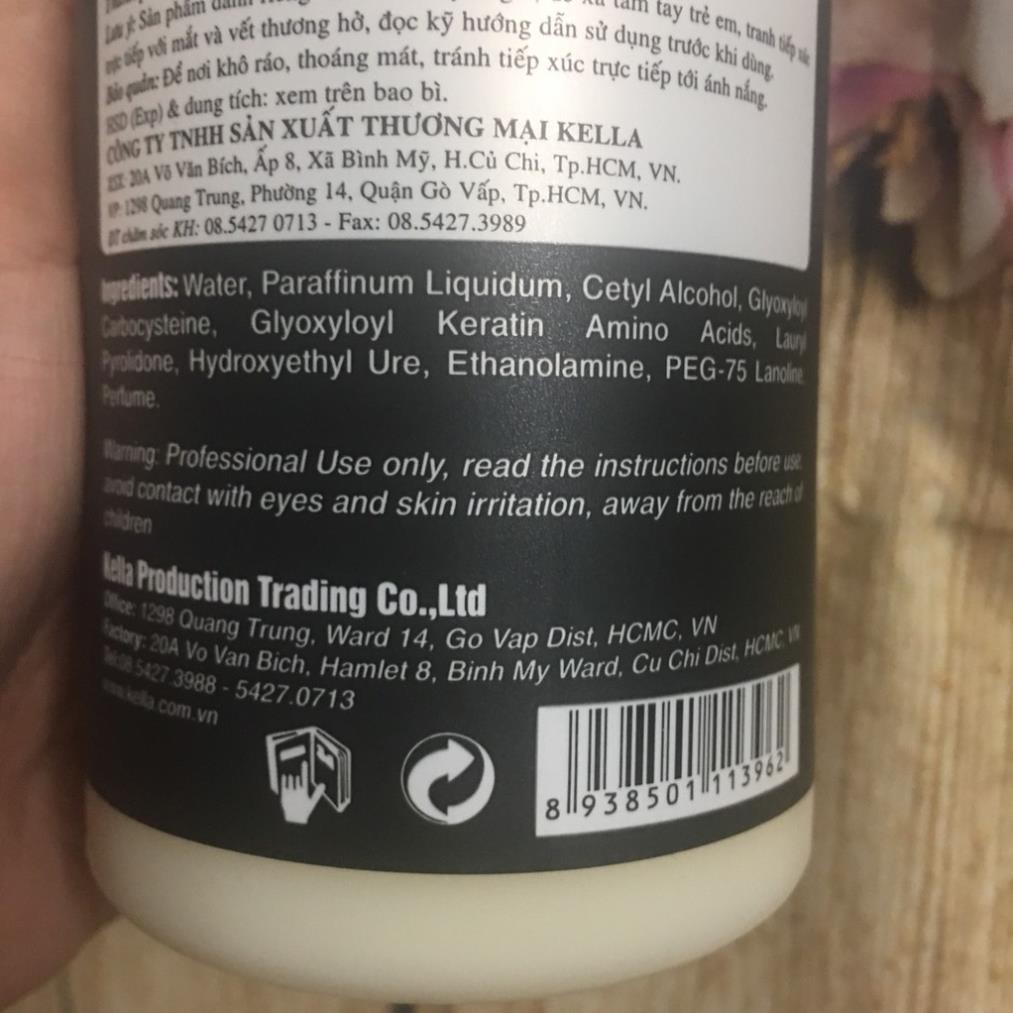 Lưu ý: Sản phẩm dành tầm tay trẻ em, tránh tiếp xúc
trực tiếp với mắt và vết thương hở, đọc kỹ hướng dẫn sử dụng trước khi dùng.
Bảo quản: Để nơi khô ráo, thoáng mát, tránh tiếp xúc trực tiếp tới ánh nắng.
HSD (Exp) & dung tích: xem trên bao bì.
CÔNG TY TNHH SẢN XUẤT THƯƠNG MẠI KELLA
SX: 20A Võ Văn Bích, Ấp 8, Xã Bình Mỹ, H.Củ Chi, Tp.HCM, VN.
VP: 1298 Quang Trung, Phường 14, Quận Gò Vấp, Tp.HCM, VN.
ĐT chăm sóc KH: 08.5427 0713 - Fax: 08.5427.3989
Ingredients: Water, Paraffinum Liquidum, Cetyl Alcohol, Glyoxyloyl
Carbocysteine, Glyoxyloyl Keratin Amino Acids, Lauryl
Pyrolidone, Hydroxyethyl Ure, Ethanolamine, PEG-75 Lanoline,
Perfume.
Warning: Professional Use only, read the instructions before use,
avoid contact with eyes and skin irritation, away from the reach of
children
Kella Production Trading Co.,Ltd
Office: 1298 Quang Trung, Ward 14, Go Vap Dist, HCMC, VN
Factory: 20A Vo Van Bich, Hamlet 8, Binh My Ward, Cu Chi Dist, HCMC, VN
Tel:08.5427.3988 - 5427.0713
www.kella.com.vn
8 938501 113962